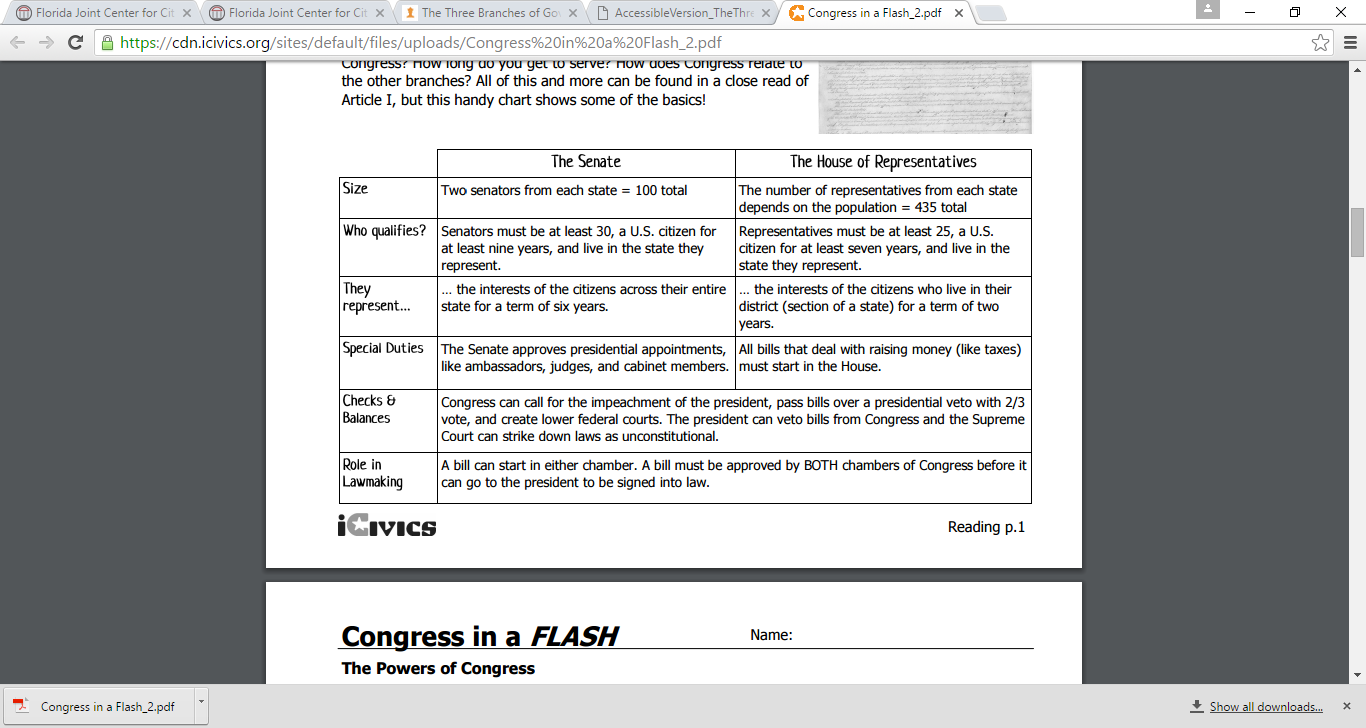 Florida Joint Center for Cit
Florida Joint Center for Cit
The Three Branches of Gov
AccessibleVersion_TheThre
Congress in a Flash_2.pdf
https://cdn.icivics.org/sites/default/files/uploads/Congress%20in%20a%20Flash_2.pdf
Congress? How long do you get to serve? How does Congress relate to
the other branches? All of this and more can be found in a close read of
Article I, but this handy chart shows some of the basics!
The Senate
The House of Representatives
Size
Two senators from each state = 100 total
The number of representatives from each state
depends on the population = 435 total
Who qualifies?
Senators must be at least 30, a U.S. citizen for
at least nine years, and live in the state they
represent.
Representatives must be at least 25, a U.S.
citizen for at least seven years, and live in the
state they represent.
They
represent...
... the interests of the citizens across their entire
state for a term of six years.
... the interests of the citizens who live in their
district (section of a state) for a term of two
years.
Special Duties
The Senate approves presidential appointments,
like ambassadors, judges, and cabinet members.
All bills that deal with raising money (like taxes)
must start in the House.
Checks &
Balances
Congress can call for the impeachment of the president, pass bills over a presidential veto with 2/3
vote, and create lower federal courts. The president can veto bills from Congress and the Supreme
Court can strike down laws as unconstitutional.
Role in
Lawmaking
A bill can start in either chamber. A bill must be approved by BOTH chambers of Congress before it
can go to the president to be signed into law.
iCIVICS
Reading p.1
Congress in a FLASH
Name:
The Powers of Congress
Congress in a Flash_2.pdf
Show all downloads...